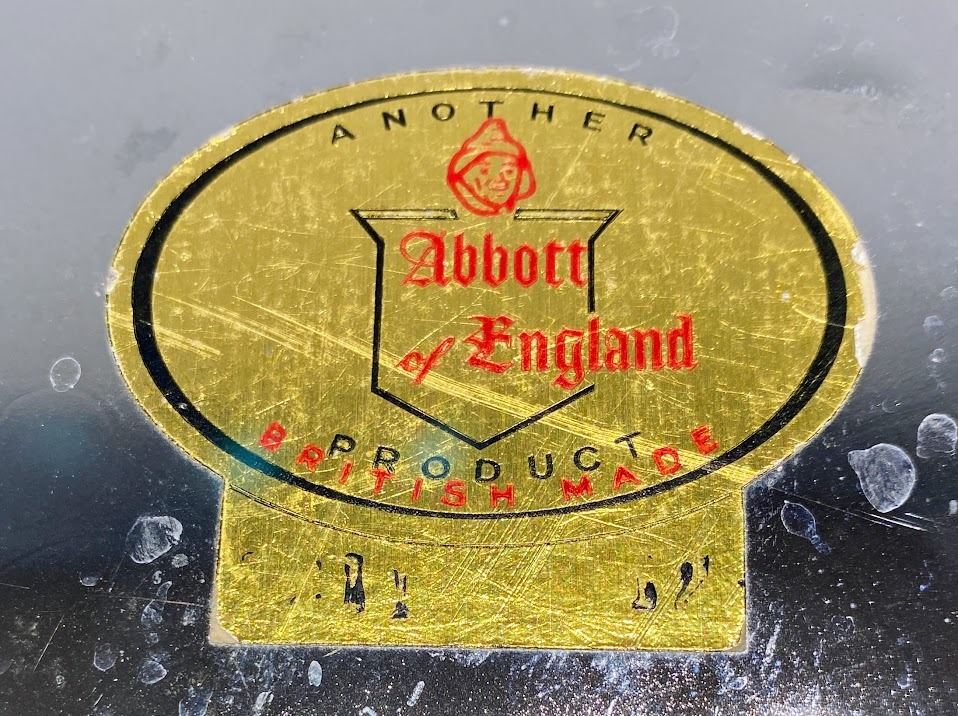 ANOTHER
Abbott
of England
PRODUCT
BRITISH MADE